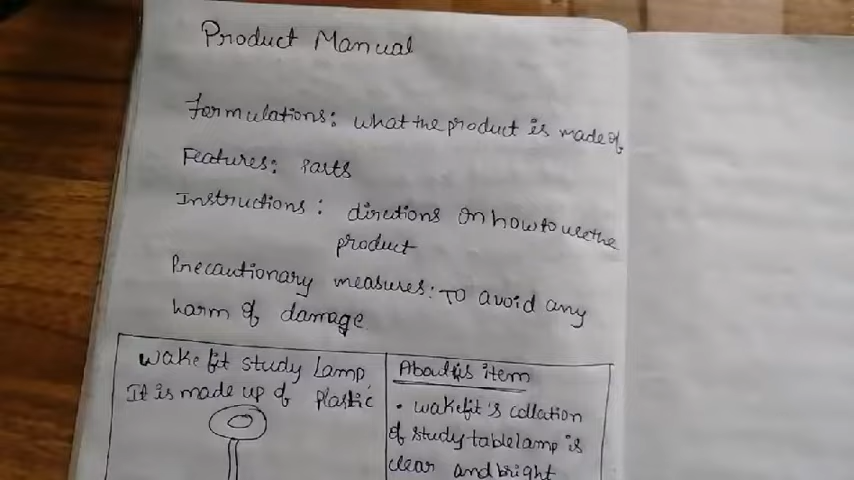 Product Manual
Formulations: what the product is made of
Features: Parts
Instructions: directions on how to use the
product
Precautionary measures: To avoid any
harm of damage
Wakefit study Lamp
It is made up of plastic
About is item
• wakefit's collation
of study table lamp is
clear and bright